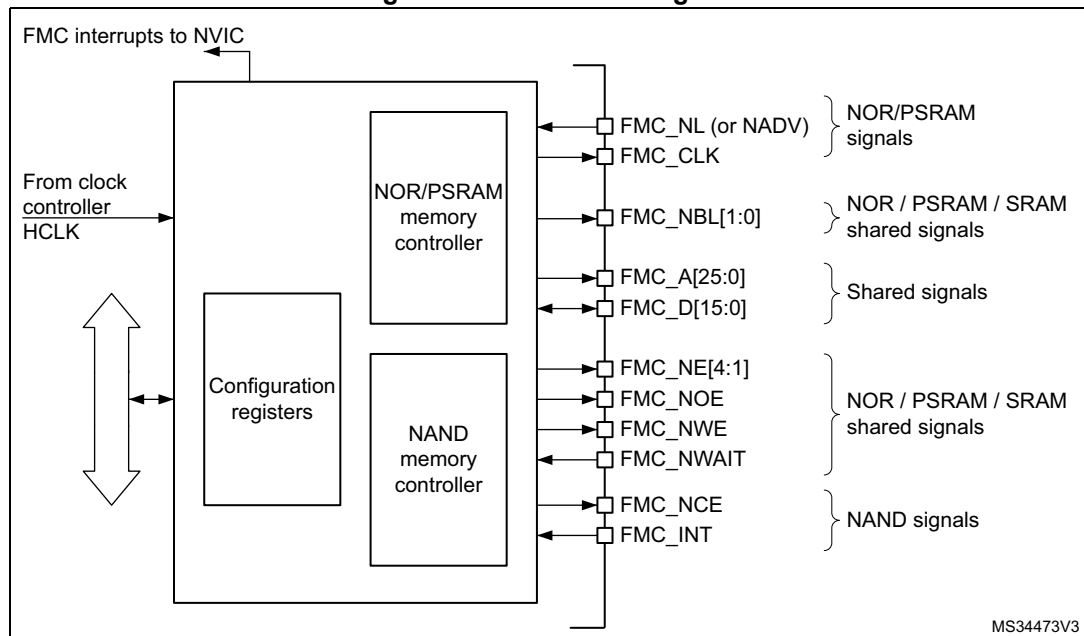 FMC interrupts to NVIC
From clock
controller
HCLK
NOR/PSRAM
memory
controller
Configuration
registers
NAND
memory
controller
FMC_NL (or NADV)
FMC_CLK
NOR/PSRAM
signals
FMC_NBL[1:0]
NOR / PSRAM / SRAM
shared signals
FMC_A[25:0]
FMC_D[15:0]
Shared signals
FMC_NE[4:1]
FMC_NOE
FMC_NWE
FMC_NWAIT
NOR / PSRAM / SRAM
shared signals
FMC_NCE
FMC_INT
NAND signals
MS34473V3